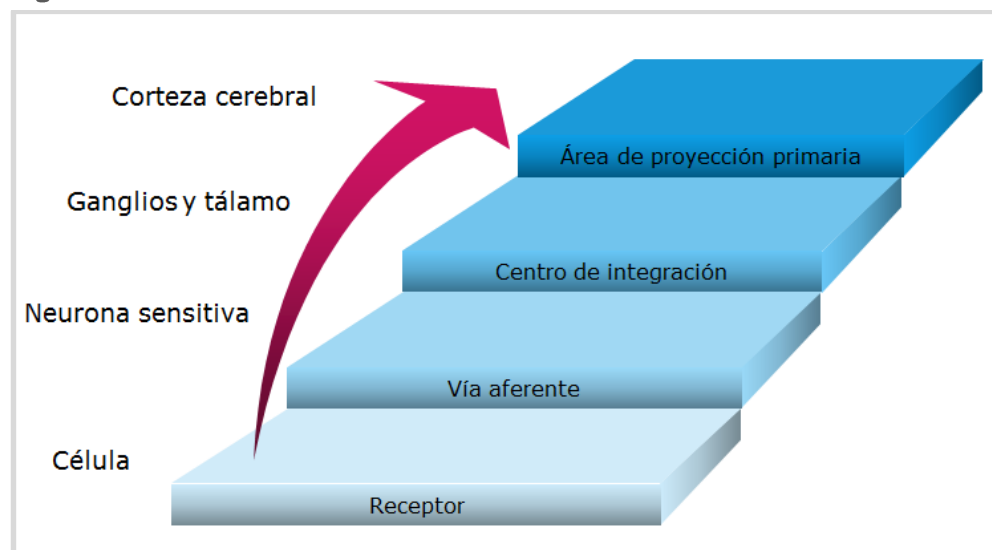 Corteza cerebral
Área de proyección primaria
Ganglios y tálamo
Centro de integración
Neurona sensitiva
Vía aferente
Célula
Receptor